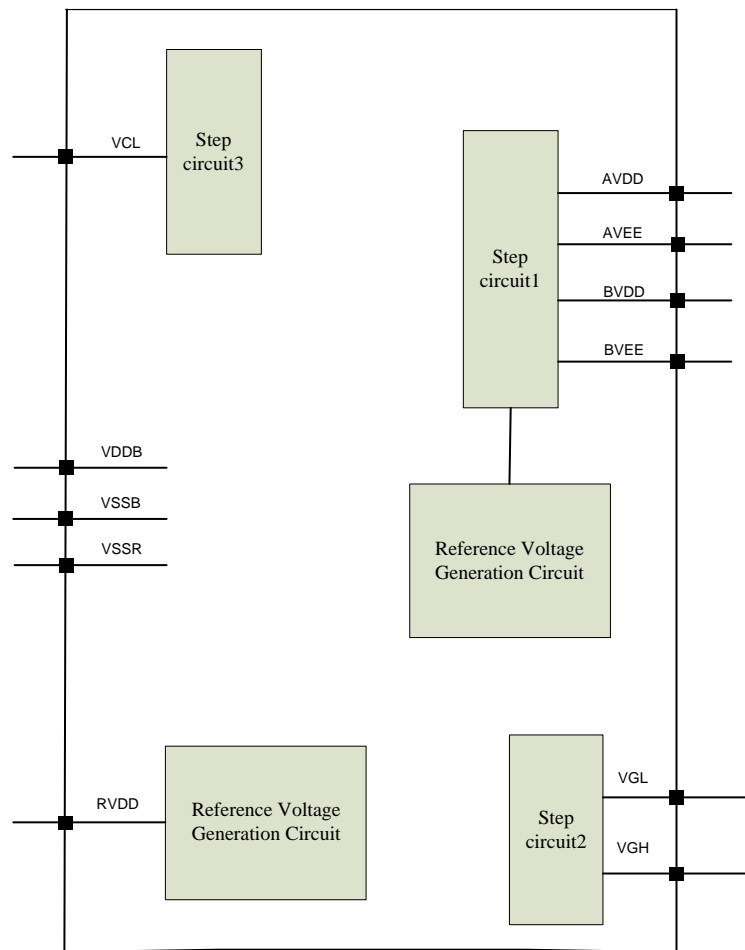 VCL
Step
circuit3
Step
circuit1
AVDD
AVEE
BVDD
BVEE
VDDB
VSSB
VSSR
Reference Voltage
Generation Circuit
RVDD
Reference Voltage
Generation Circuit
Step
circuit2
VGL
VGH